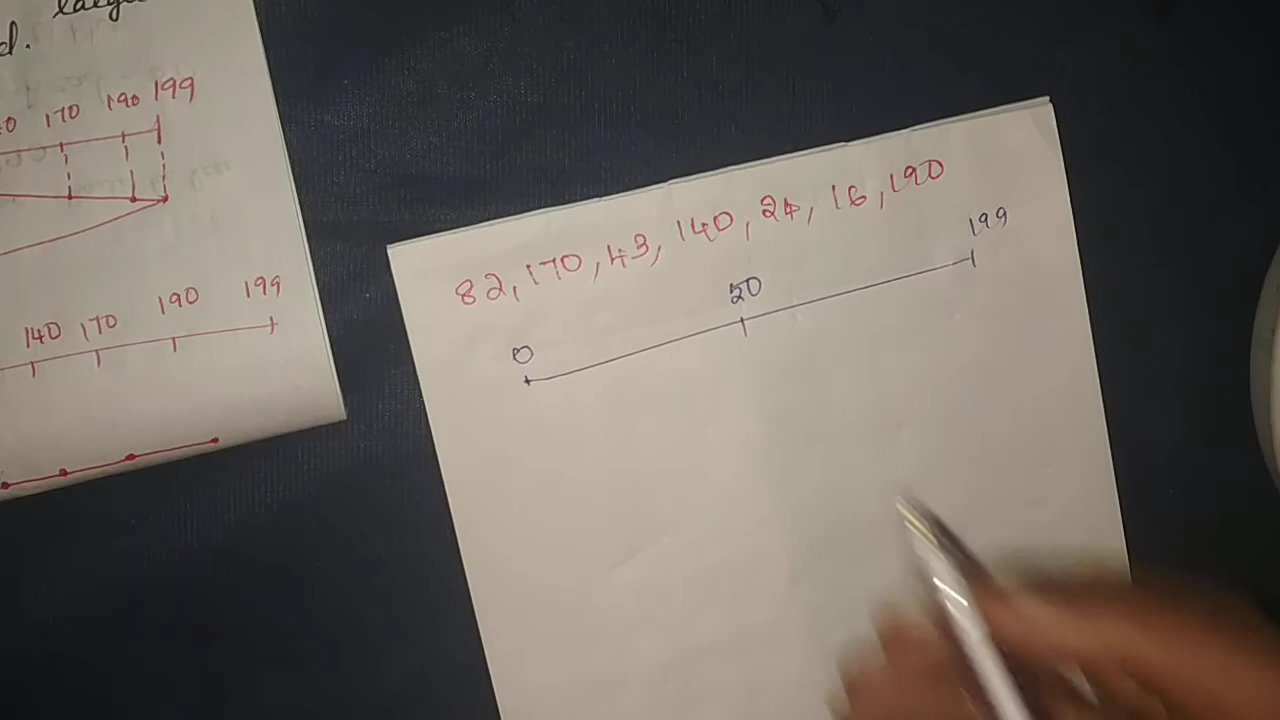 d.
170 190 199
140 170 190 199
82, 170, 43, 140, 24, 16, 190
0 50 199